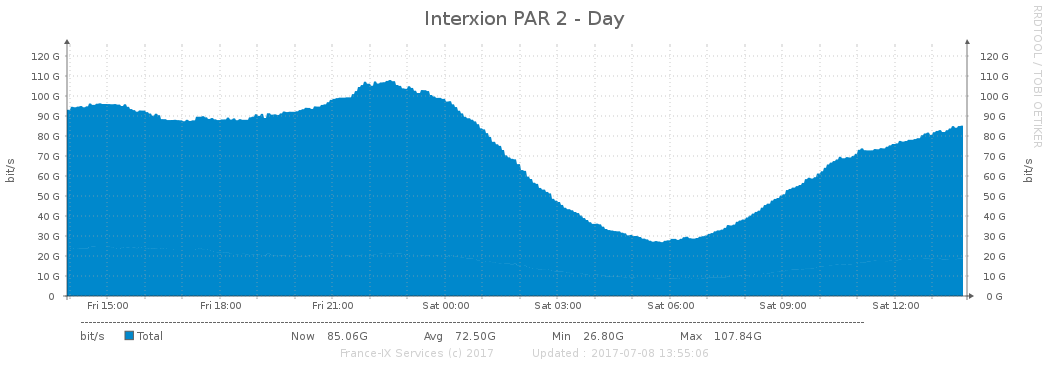 Interxion PAR 2 - Day
RRDTOOL / TOBI OETIKER
120 G 120 G
110 G 110 G
100 G 100 G
90 G 90 G
80 G 80 G
70 G 70 G
60 G 60 G
50 G 50 G
40 G 40 G
30 G 30 G
20 G 20 G
10 G 10 G
0 0 G
bit/s
bit/s
Fri 15:00 Fri 18:00 Fri 21:00 Sat 00:00 Sat 03:00 Sat 06:00 Sat 09:00 Sat 12:00
bit/s Total Now 85.06G Avg 72.50G Min 26.80G Max 107.84G
France-IX Services (c) 2017 Updated : 2017-07-08 13:55:06